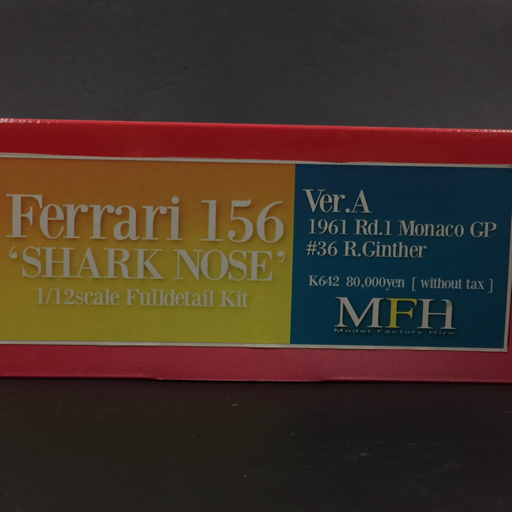 Ferrari 156
‘SHARK NOSE’
1/12scale Fulldetail Kit
Ver.A
1961 Rd.1 Monaco GP
#36 R.Ginther
K642 80,000yen [ without tax ]
MFH
Model Factory Hiro